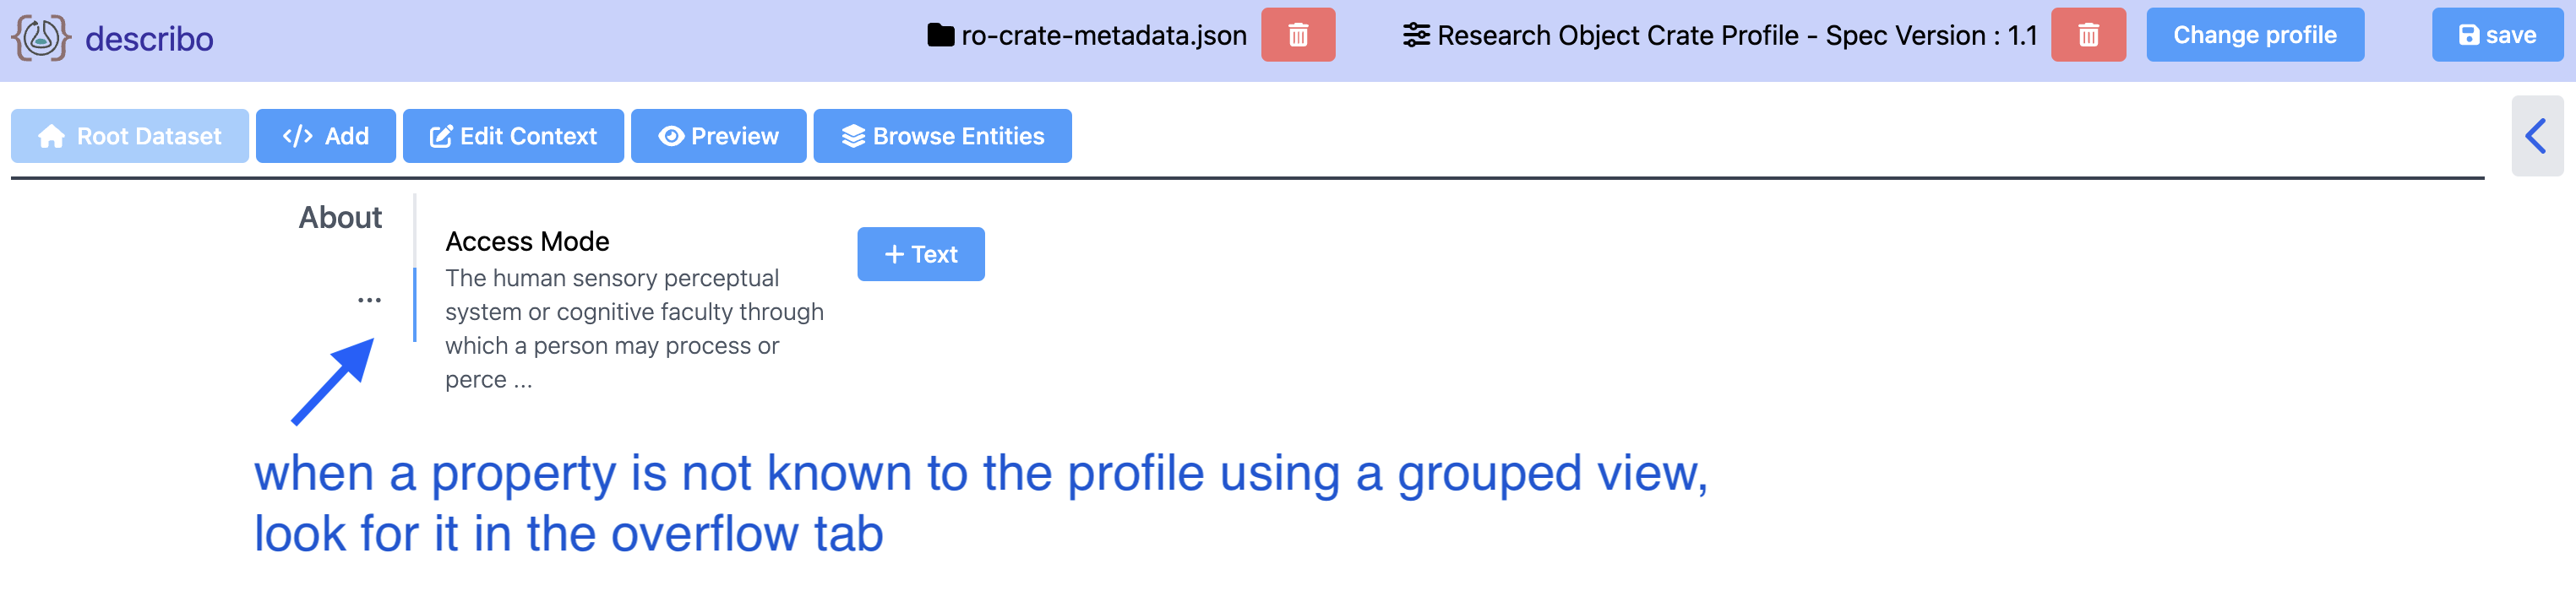 describo
ro-crate-metadata.json
Research Object Crate Profile - Spec Version : 1.1
Change profile
save
Root Dataset
</> Add
Edit Context
Preview
Browse Entities
About
...
Access Mode
The human sensory perceptual
system or cognitive faculty through
which a person may process or
perce ...
+ Text
when a property is not known to the profile using a grouped view,
look for it in the overflow tab